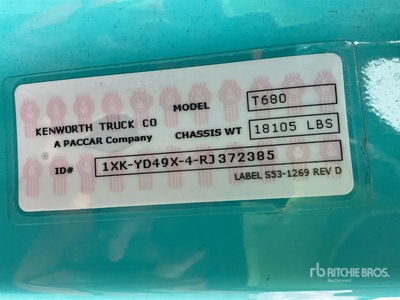 MODEL T680
KENWORTH TRUCK CO
A PACCAR Company
CHASSIS WT 18105 LBS
ID# 1XK-YD49X-4-RJ372385
LABEL S53-1269 REV D
rb RITCHIE BROS.
Auctioneers